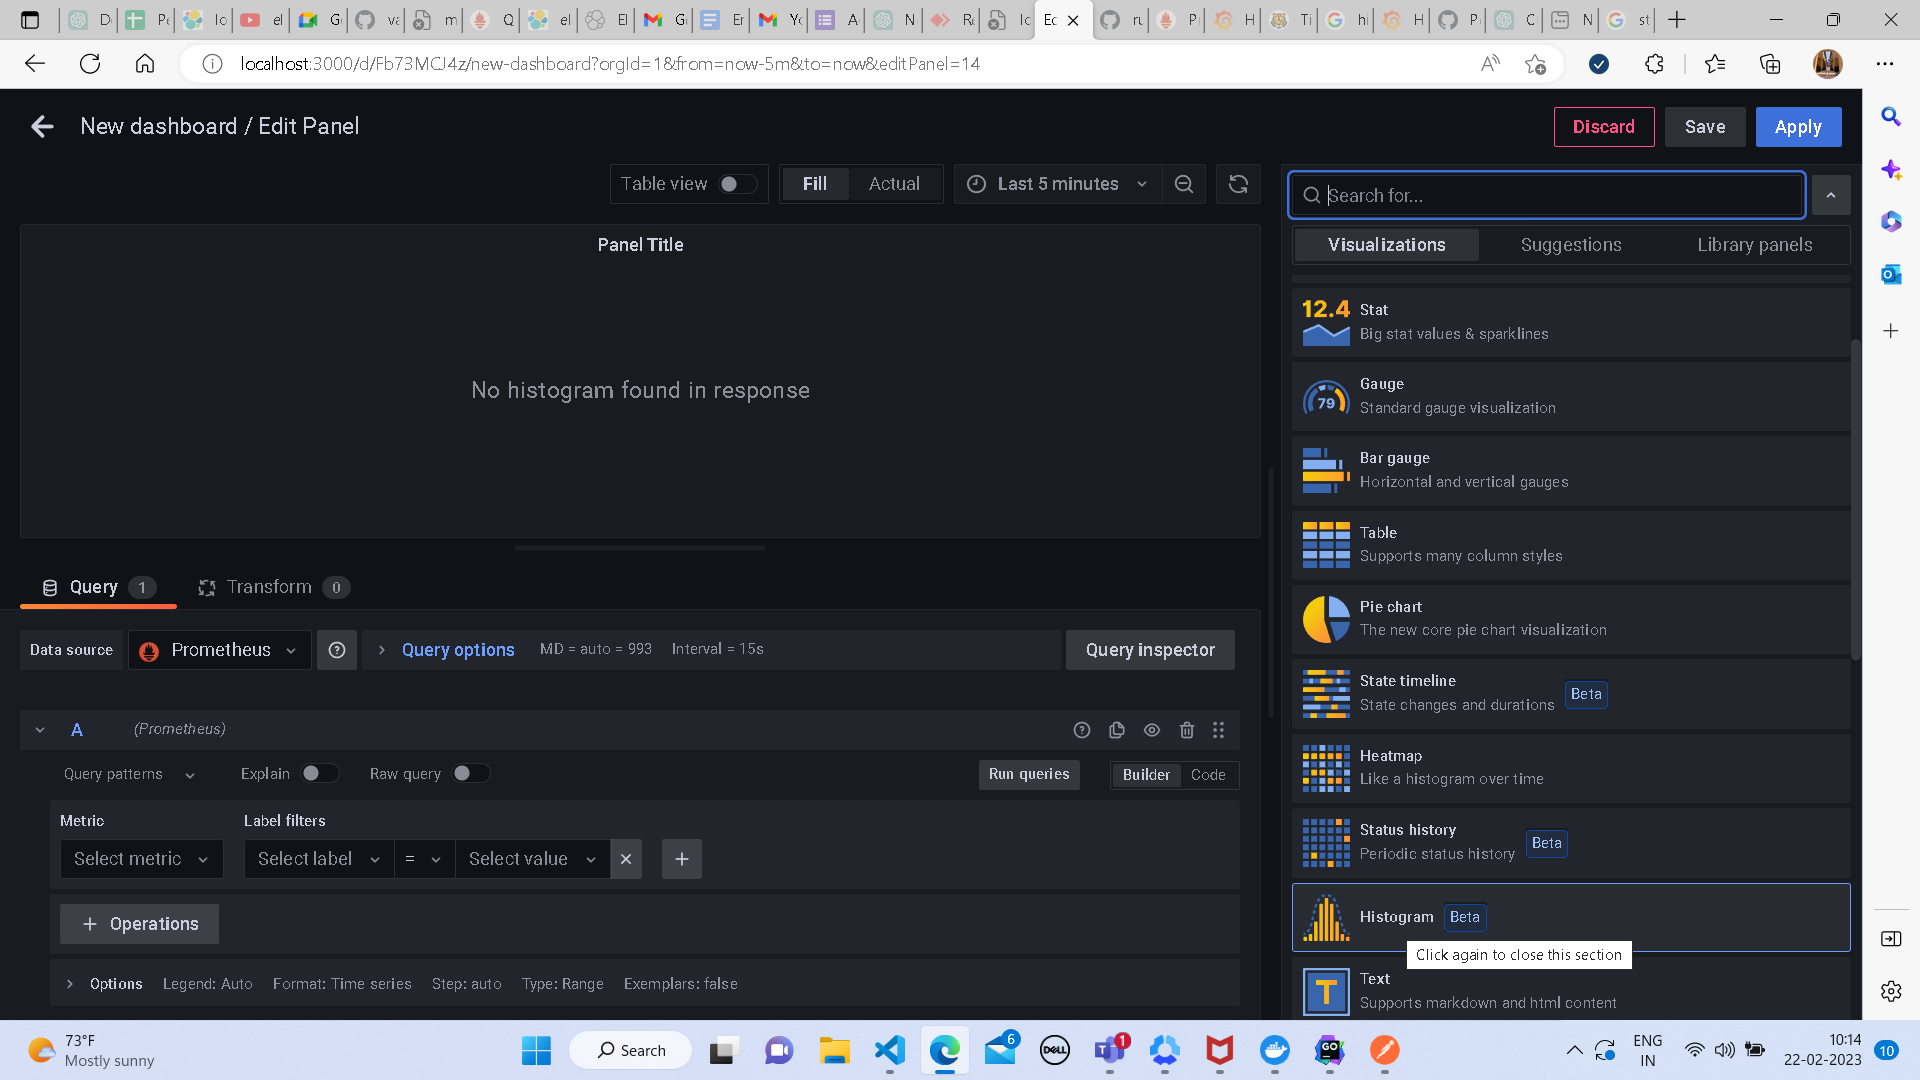 localhost:3000/d/Fb73MCJ4z/new-dashboard?orgId=1&from=now-5m&to=now&editPanel=14
New dashboard / Edit Panel
Discard
Save
Apply
Table view
Fill
Actual
Last 5 minutes
Search for...
Visualizations
Suggestions
Library panels
Panel Title
No histogram found in response
12.4
Stat
Big stat values & sparklines
79
Gauge
Standard gauge visualization
Bar gauge
Horizontal and vertical gauges
Table
Supports many column styles
Pie chart
The new core pie chart visualization
State timeline
State changes and durations
Beta
Heatmap
Like a histogram over time
Status history
Periodic status history
Beta
Histogram
Beta
Click again to close this section
Text
Supports markdown and html content
Query 1
Transform 0
Data source
Prometheus
Query options
MD = auto = 993
Interval = 15s
Query inspector
A
(Prometheus)
Query patterns
Explain
Raw query
Run queries
Builder
Code
Metric
Label filters
Select metric
Select label
=
Select value
+ Operations
Options
Legend: Auto
Format: Time series
Step: auto
Type: Range
Exemplars: false
73°F
Mostly sunny
Search
6
DELL
1
GO
ENG
IN
10:14
22-02-2023
10